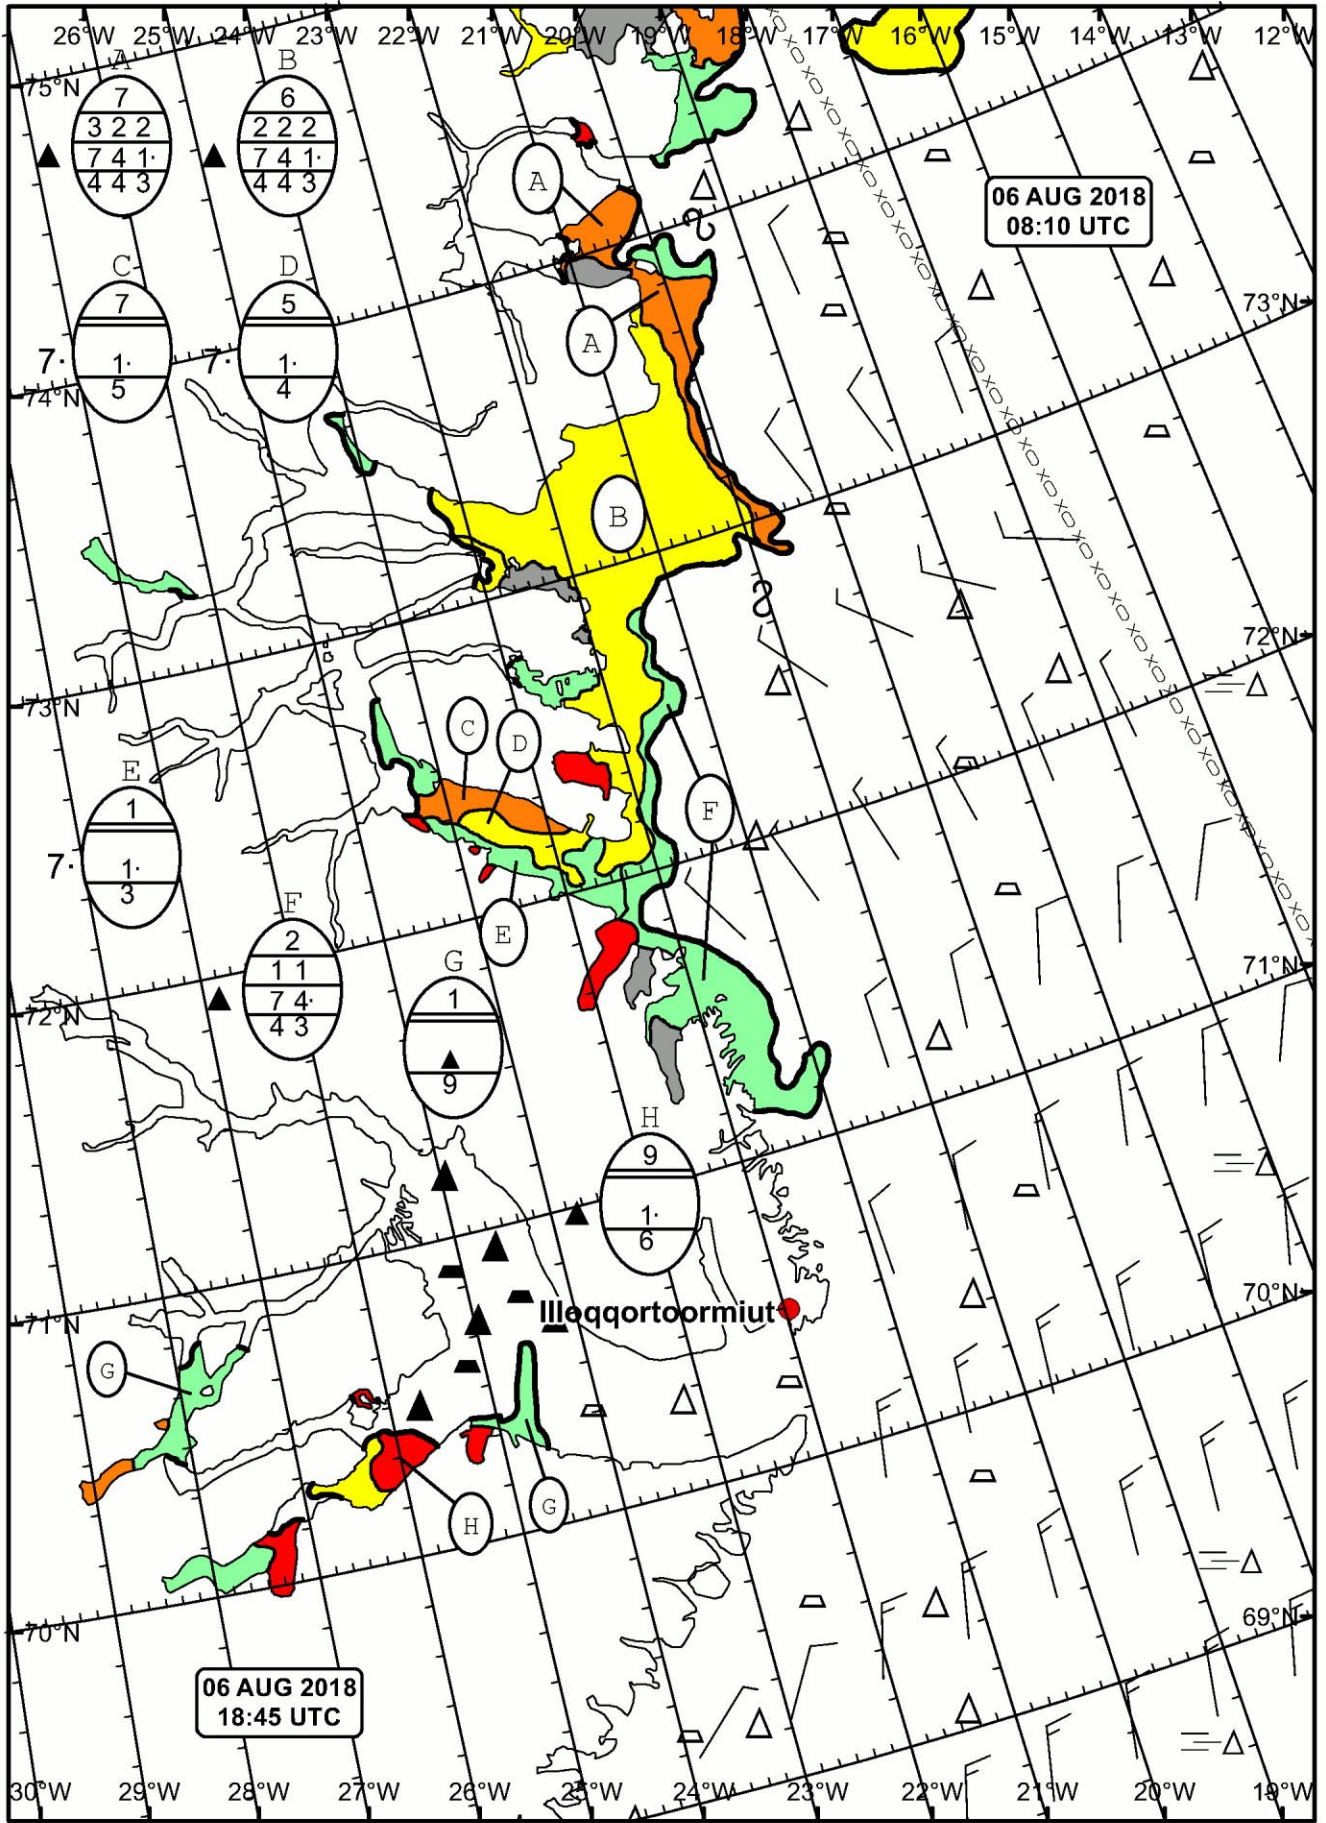 26°W 25°W 24°W 23°W 22°W 21°W 20°W 19°W 18°W 17°W 16°W 15°W 14°W 13°W 12°W
A B
75°N
7 6
3 2 2 2 2 2
7 4 1· 7 4 1·
4 4 3 4 4 3
A
06 AUG 2018
08:10 UTC
C D
73°N
7 5
A
7· 1· 7· 1·
5 4
74°N
B
72°N
73°N
C D
E
1
F
7· 1·
3
E
F
2
1 1
7 4·
4 3
G
1
9
71°N
72°N
H
9
1·
6
70°N
Illoqqortoormiut
71°N
G
G
H
69°N
70°N
06 AUG 2018
18:45 UTC
30°W 29°W 28°W 27°W 26°W 25°W 24°W 23°W 22°W 21°W 20°W 19°W